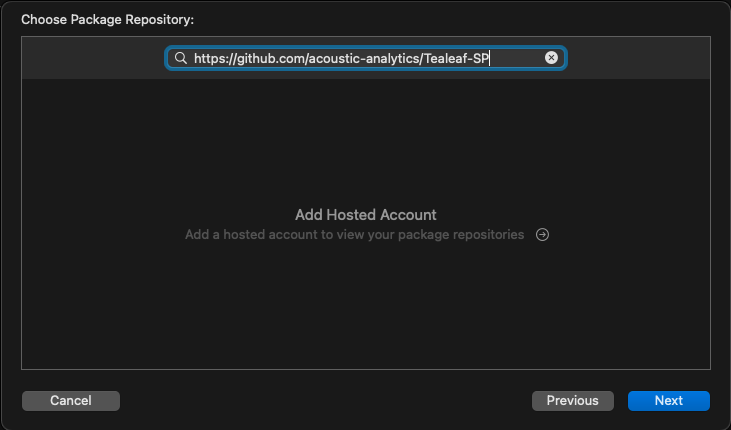 Choose Package Repository:
https://github.com/acoustic-analytics/Tealeaf-SP
Add Hosted Account
Add a hosted account to view your package repositories
Cancel
Previous
Next